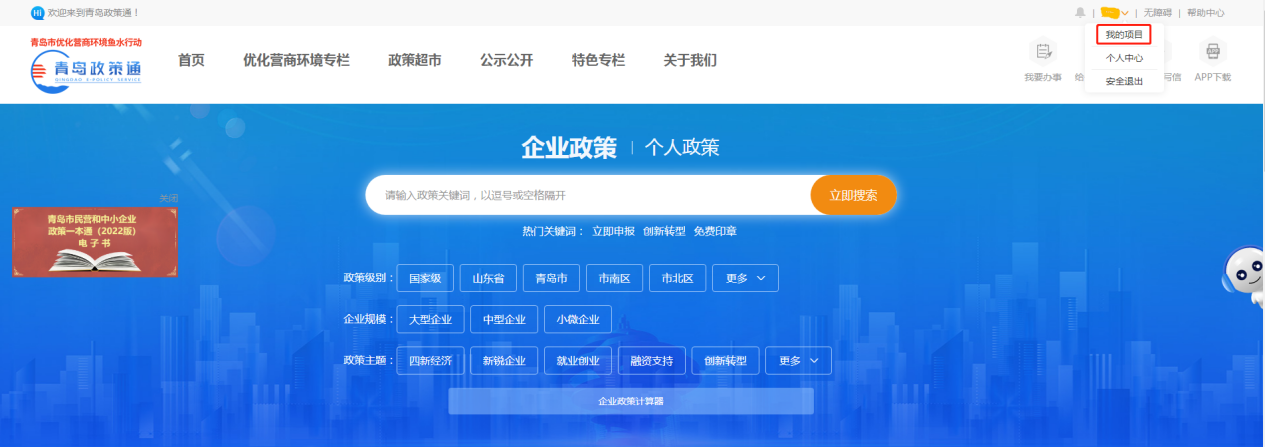 Hi 欢迎来到青岛政策通！
无障碍 | 帮助中心
我的项目
个人中心
安全退出
青岛市优化营商环境鱼水行动
青岛政策通
QINGDAO E-POLICY SERVICE
首页 优化营商环境专栏 政策超市 公示公开 特色专栏 关于我们
我要办事 给 写信 APP下载
APP
企业政策 | 个人政策
请输入政策关键词，以逗号或空格隔开 立即搜索
热门关键词： 立即申报 创新转型 免费印章
关闭
青岛市民营和中小企业
政策一本通（2022版）
电 子 书
政策级别： 国家级 山东省 青岛市 市南区 市北区 更多
企业规模： 大型企业 中型企业 小微企业
政策主题： 四新经济 新锐企业 就业创业 融资支持 创新转型 更多
企业政策计算器